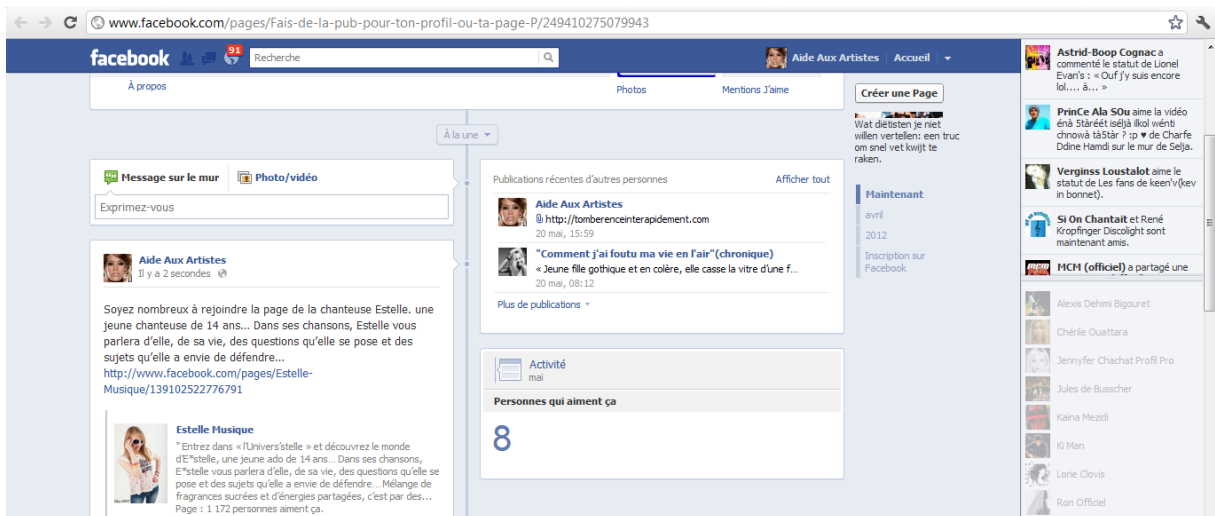 www.facebook.com/pages/Fais-de-la-pub-pour-ton-profil-ou-ta-page-P/249410275079943
facebook
91
Recherche
Aide Aux Artistes
Accueil
À propos
Photos
Mentions J'aime
À la une
Message sur le mur
Photo/vidéo
Exprimez-vous
Aide Aux Artistes
Il y a 2 secondes
Soyez nombreux à rejoindre la page de la chanteuse Estelle. une
jeune chanteuse de 14 ans... Dans ses chansons, Estelle vous
parlera d'elle, de sa vie, des questions qu'elle se pose et des
sujets qu'elle a envie de défendre...
http://www.facebook.com/pages/Estelle-
Musique/139102522776791
Estelle Musique
"Entrez dans « l'Univers'stelle » et découvrez le monde
d'E*stelle, une jeune ado de 14 ans... Dans ses chansons,
E*stelle vous parlera d'elle, de sa vie, des questions qu'elle se
pose et des sujets qu'elle a envie de défendre... Mélange de
fragrances sucrées et d'énergies partagées, c'est par des...
Page : 1 172 personnes aiment ça.
Publications récentes d'autres personnes
Afficher tout
Aide Aux Artistes
http://tomberenceinterapidement.com
20 mai, 15:59
"Comment j'ai foutu ma vie en l'air"(chronique)
« Jeune fille gothique et en colère, elle casse la vitre d'une f...
20 mai, 08:12
Plus de publications
Activité
mai
Personnes qui aiment ça
8
Créer une Page
Wat diëtisten je niet
willen vertellen: een truc
om snel vet kwijt te
raken.
Maintenant
avril
2012
Inscription sur
Facebook
Astrid-Boop Cognac a
commenté le statut de Lionel
Evan's : « Ouf j'y suis encore
lol.... à... »
PrinCe Ala SOu aime la vidéo
énà 5tàréét iséljà ilkol wénti
chnowà tà5tàr ? :p ♥ de Charfe
Ddine Hamdi sur le mur de Selja.
Verginss Loustalot aime le
statut de Les fans de keen'v(kev
in bonnet).
Si On Chantait et René
Kropfinger Discolight sont
maintenant amis.
MCM (officiel) a partagé une
Alexis Dehimi Bigouret
Chérile Ouattara
Jennyfer Chachat Profil Pro
Jules de Busscher
Kaina Mezidi
Ki Man
Lorie Clovis
Ron Officiel